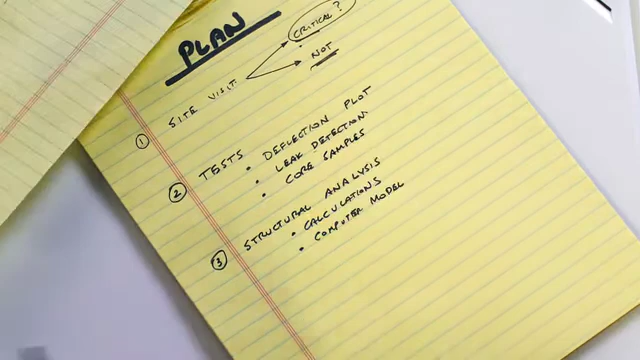 PLAN
① SITE VISIT
CRITICAL?
NOT
② TESTS
• DEFLECTION PLOT
• LEAK DETECTION
• CORE SAMPLES
③ STRUCTURAL ANALYSIS
• CALCULATIONS
• COMPUTER MODEL